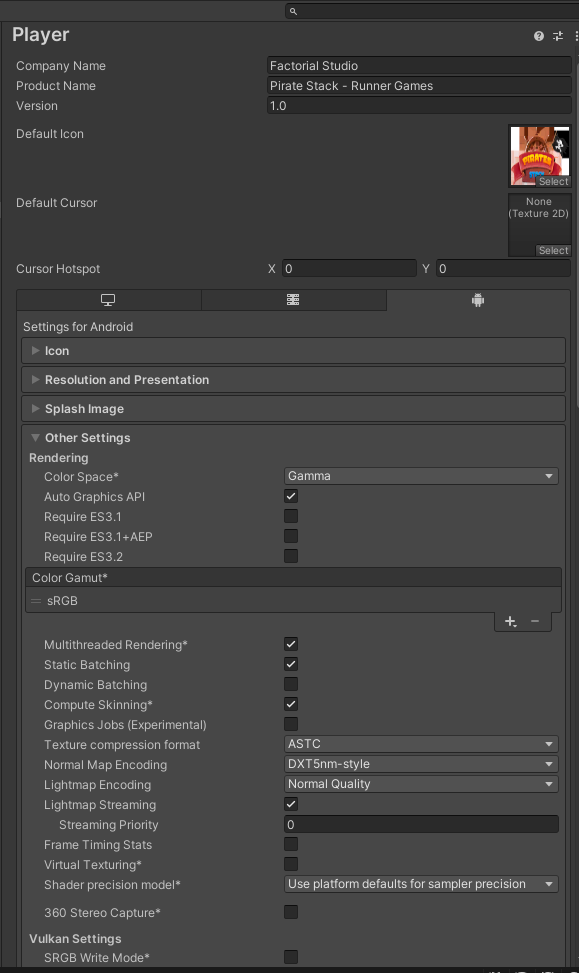 Player
Company Name Factorial Studio
Product Name Pirate Stack - Runner Games
Version 1.0
Default Icon
PIRATES
Select
Default Cursor
None
(Texture 2D)
Select
Cursor Hotspot X 0 Y 0
Settings for Android
Icon
Resolution and Presentation
Splash Image
Other Settings
Rendering
Color Space* Gamma
Auto Graphics API
Require ES3.1
Require ES3.1+AEP
Require ES3.2
Color Gamut*
sRGB
Multithreaded Rendering*
Static Batching
Dynamic Batching
Compute Skinning*
Graphics Jobs (Experimental)
Texture compression format ASTC
Normal Map Encoding DXT5nm-style
Lightmap Encoding Normal Quality
Lightmap Streaming
Streaming Priority 0
Frame Timing Stats
Virtual Texturing*
Shader precision model* Use platform defaults for sampler precision
360 Stereo Capture*
Vulkan Settings
SRGB Write Mode*